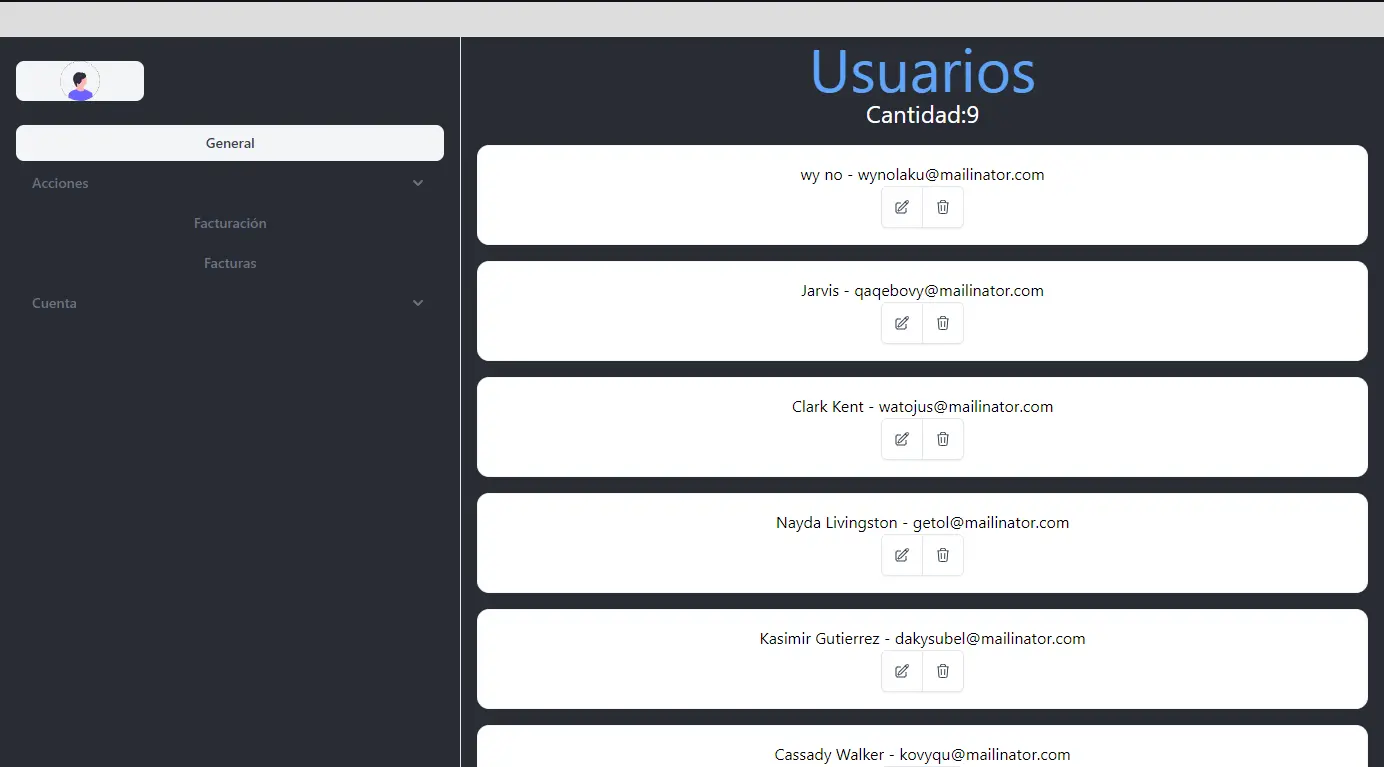 General
Acciones
Facturación
Facturas
Cuenta
Usuarios
Cantidad:9
wy no - wynolaku@mailinator.com
Jarvis - qaqebovy@mailinator.com
Clark Kent - watojus@mailinator.com
Nayda Livingston - getol@mailinator.com
Kasimir Gutierrez - dakysubel@mailinator.com
Cassady Walker - kovyqu@mailinator.com